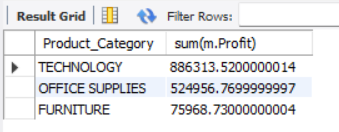 Result Grid Filter Rows:
Product_Category sum(m.Profit)
TECHNOLOGY 886313.5200000014
OFFICE SUPPLIES 524956.7699999997
FURNITURE 75968.73000000004